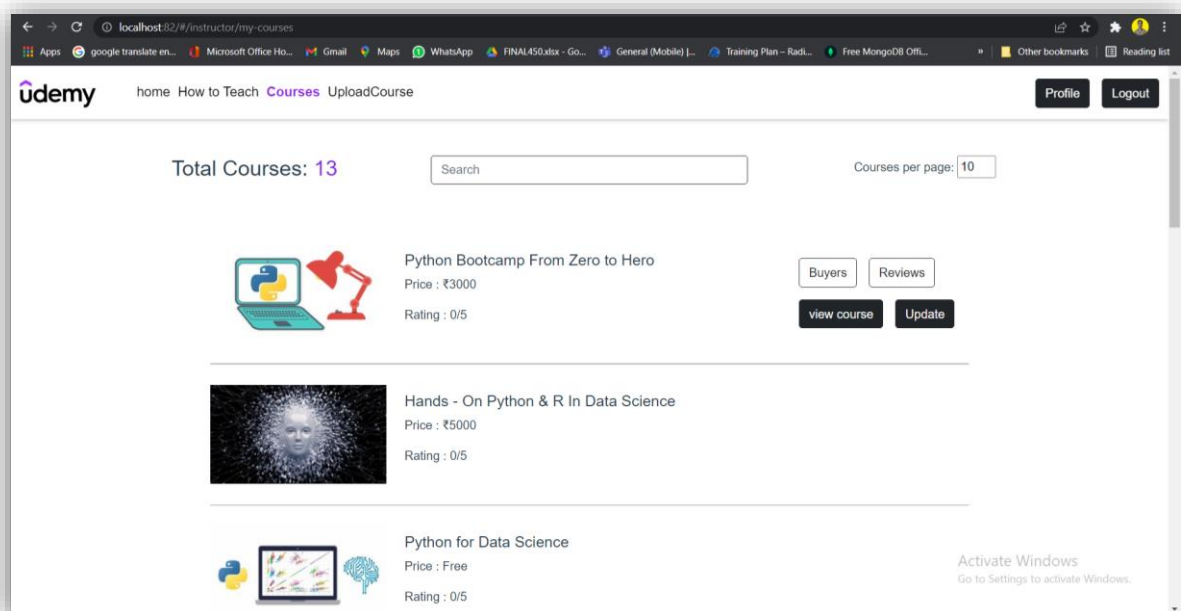 localhost:82/#/instructor/my-courses
Apps google translate en... Microsoft Office Ho... Gmail Maps WhatsApp FINAL450.xlsx - Go... General (Mobile) |... Training Plan – Radi... Free MongoDB Offi... » Other bookmarks Reading list
ûdemy home How to Teach Courses UploadCourse Profile Logout
Total Courses: 13 Search Courses per page: 10
Python Bootcamp From Zero to Hero
Price : ₹3000
Rating : 0/5
Buyers Reviews
view course Update
Hands - On Python & R In Data Science
Price : ₹5000
Rating : 0/5
Python for Data Science
Price : Free
Rating : 0/5
Activate Windows
Go to Settings to activate Windows.